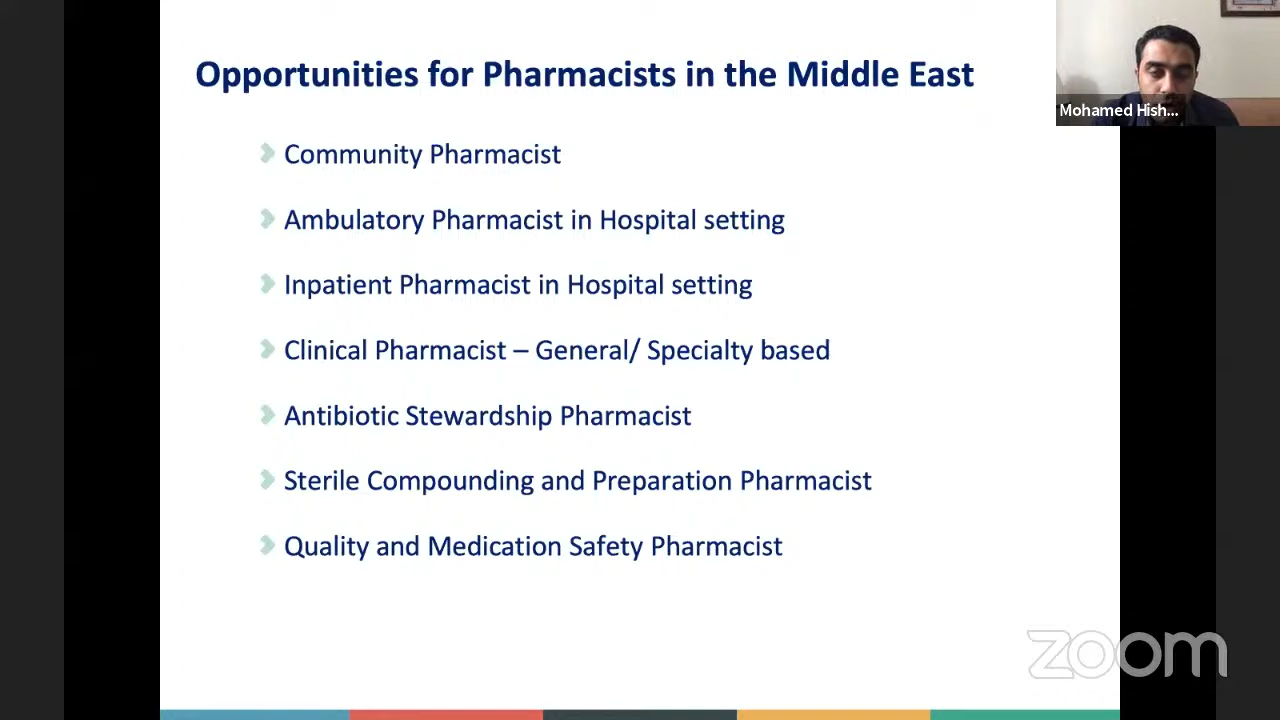 Opportunities for Pharmacists in the Middle East
Mohamed Hish...
Community Pharmacist
Ambulatory Pharmacist in Hospital setting
Inpatient Pharmacist in Hospital setting
Clinical Pharmacist – General/ Specialty based
Antibiotic Stewardship Pharmacist
Sterile Compounding and Preparation Pharmacist
Quality and Medication Safety Pharmacist
zoom